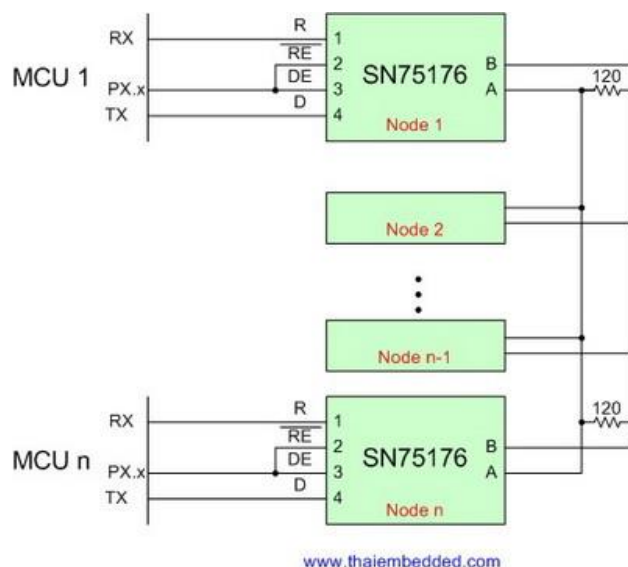 R
RX
1
RE
2
B
DE
SN75176
MCU 1
PX.x
3
A
120
D
TX
4
Node 1
Node 2
Node n-1
R
120
RX
1
RE
2
B
DE
SN75176
MCU n
PX.x
3
A
D
TX
4
Node n
www.thaiembedded.com